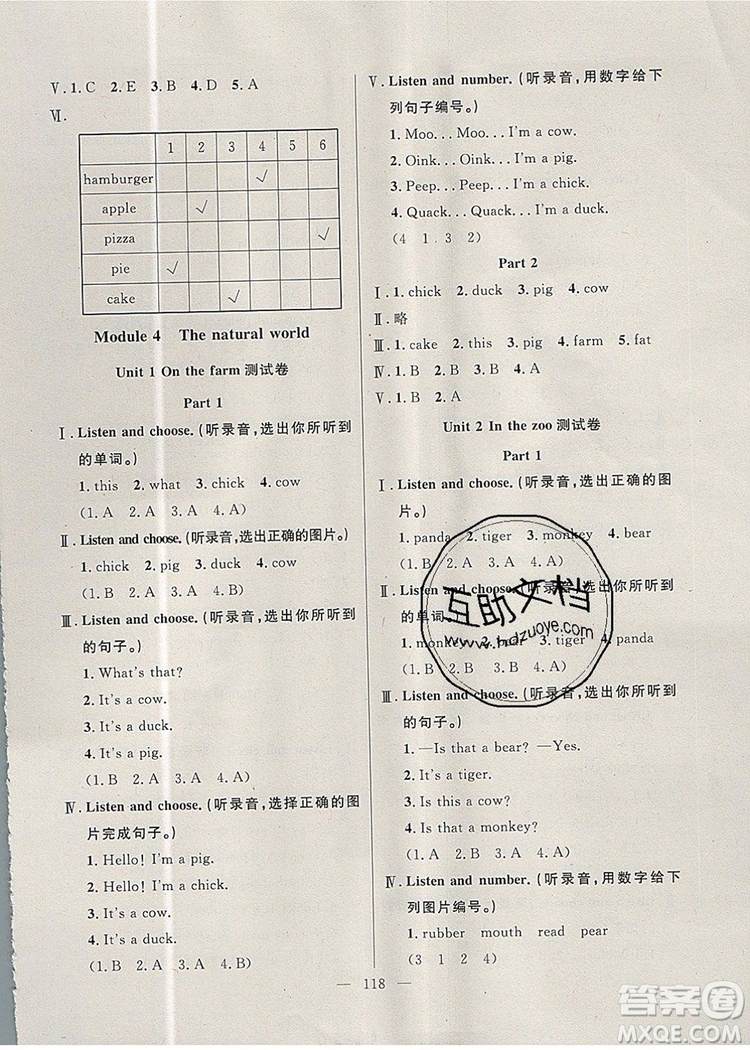 Ⅴ. 1. C 2. E 3. B 4. D 5. A
Ⅵ.
1 2 3 4 5 6
hamburger √
apple √
pizza √
pie √
cake √
Module 4 The natural world
Unit 1 On the farm 测试卷
Part 1
Ⅰ. Listen and choose. (听录音,选出你所听到
的单词。)
1. this 2. what 3. chick 4. cow
(1. B 2. A 3. A 4. A)
Ⅱ. Listen and choose. (听录音,选出正确的图片。)
1. chick 2. pig 3. duck 4. cow
(1. B 2. A 3. A 4. A)
Ⅲ. Listen and choose. (听录音,选出你所听到
的句子。)
1. What's that?
2. It's a cow.
3. It's a duck.
4. It's a pig.
(1. B 2. A 3. A 4. A)
Ⅳ. Listen and choose. (听录音,选择正确的图
片完成句子。)
1. Hello! I'm a pig.
2. Hello! I'm a chick.
3. It's a cow.
4. It's a duck.
(1. B 2. A 3. A 4. A)
Ⅴ. Listen and number. (听录音,用数字给下
列句子编号。)
1. Moo... Moo... I'm a cow.
2. Oink... Oink... I'm a pig.
3. Peep... Peep... I'm a chick.
4. Quack... Quack... I'm a duck.
(4 1 3 2)
Part 2
Ⅰ. 1. chick 2. duck 3. pig 4. cow
Ⅱ. 略
Ⅲ. 1. cake 2. this 3. what 4. farm 5. fat
Ⅳ. 1. B 2. B 3. A 4. A 5. B
Ⅴ. 1. B 2. A
Unit 2 In the zoo 测试卷
Part 1
Ⅰ. Listen and choose. (听录音,选出正确的图
片。)
1. panda 2. tiger 3. monkey 4. bear
(1. B 2. A 3. A 4. A)
Ⅱ. Listen and choose. (听录音,选出你所听到
的单词。)
1. monkey 2. bear 3. tiger 4. panda
(1. B 2. A 3. A 4. A)
Ⅲ. Listen and choose. (听录音,选出你所听到
的句子。)
1. —Is that a bear? —Yes.
2. It's a tiger.
3. Is this a cow?
4. Is that a monkey?
(1. B 2. A 3. A 4. A)
Ⅳ. Listen and number. (听录音,用数字给下
列图片编号。)
1. rubber mouth read pear
(3 1 2 4)
— 118 —
互助文档
www.hdzuoye.com
答案卷
MXQE.COM